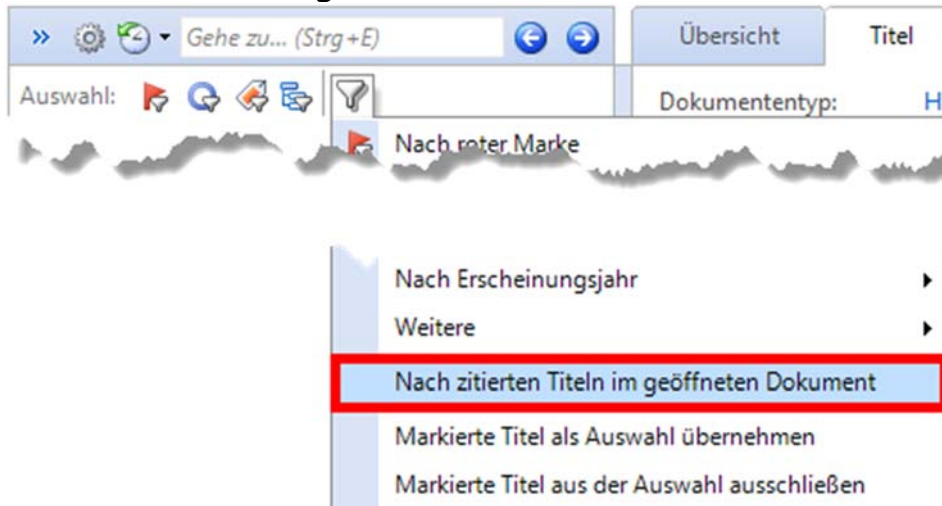 Gehe zu... (Strg+E)
Übersicht
Titel
Auswahl:
Dokumententyp:
H
Nach roter Marke
Nach Erscheinungsjahr
Weitere
Nach zitierten Titeln im geöffneten Dokument
Markierte Titel als Auswahl übernehmen
Markierte Titel aus der Auswahl ausschließen